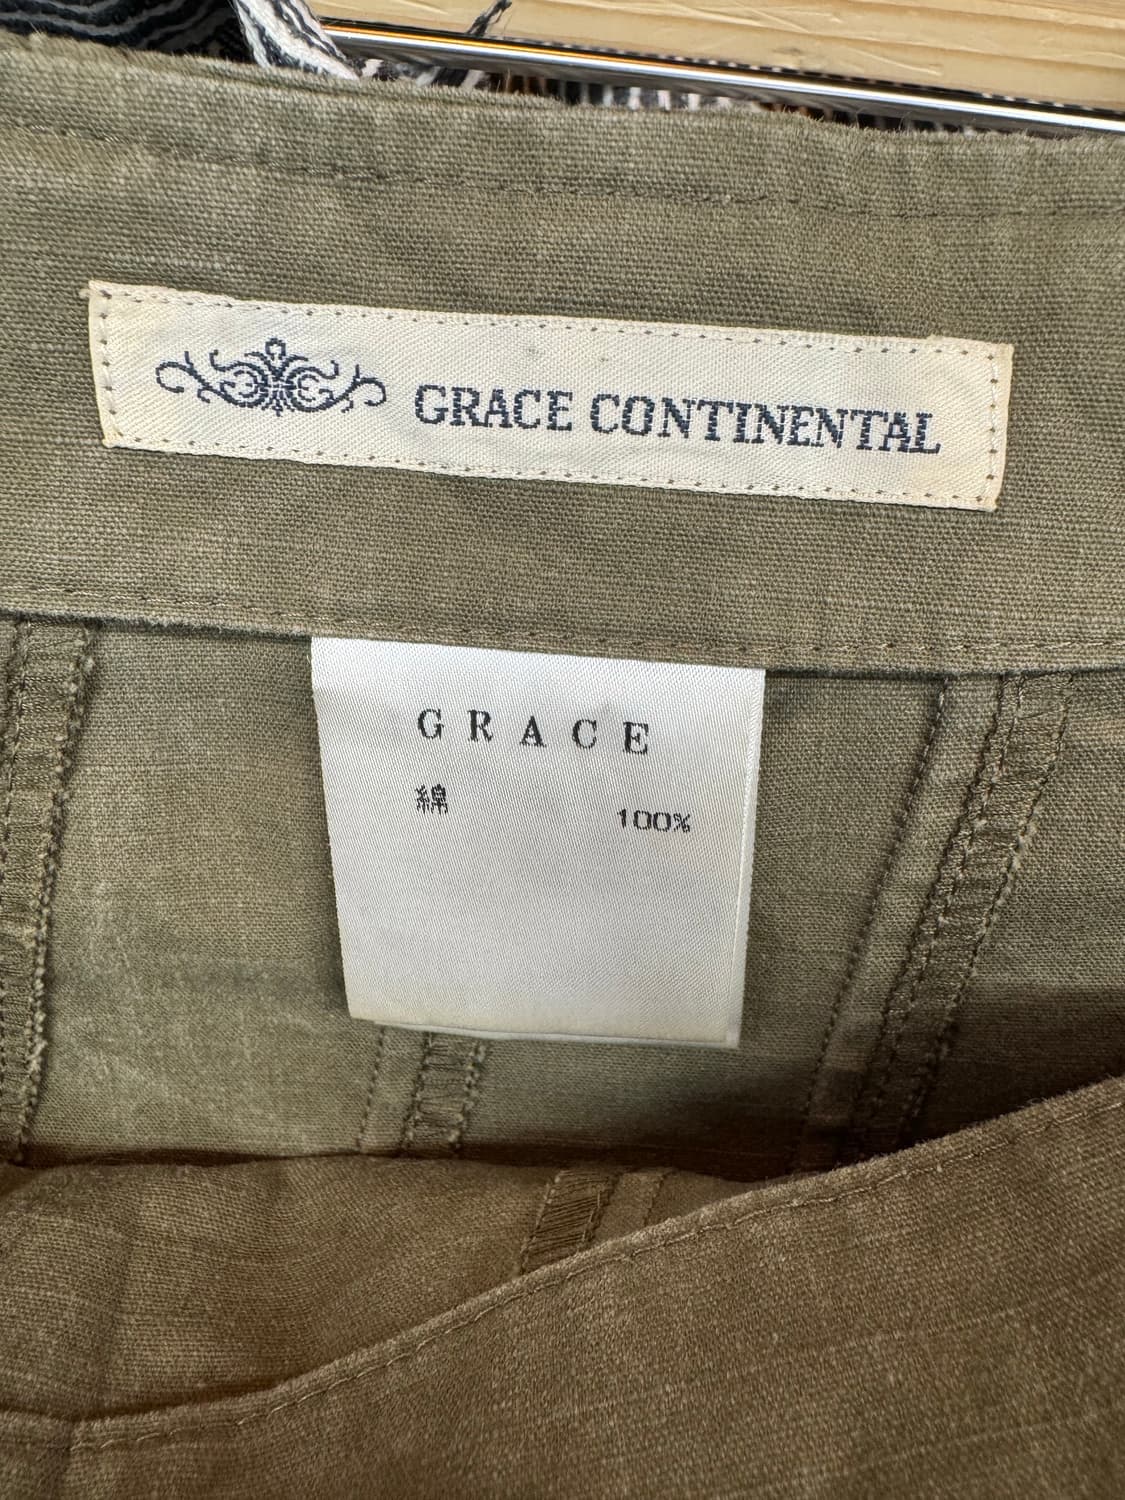 GRACE CONTINENTAL
GRACE
綿 100%